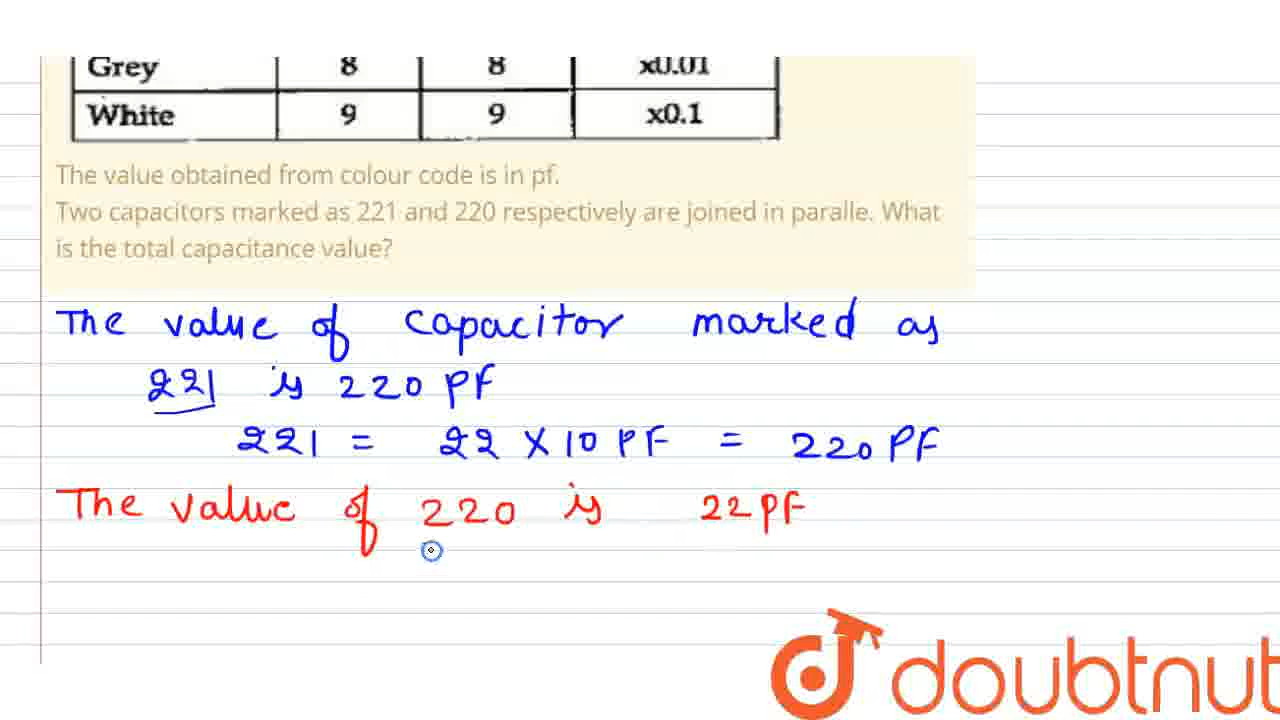 Grey 8 8 x0.01
White 9 9 x0.1
The value obtained from colour code is in pf.
Two capacitors marked as 221 and 220 respectively are joined in paralle. What
is the total capacitance value?
The value of capacitor marked as
221 is 220 PF
221 = 22 X 10 PF = 220 PF
The value of 220 is 22 PF
doubtnut